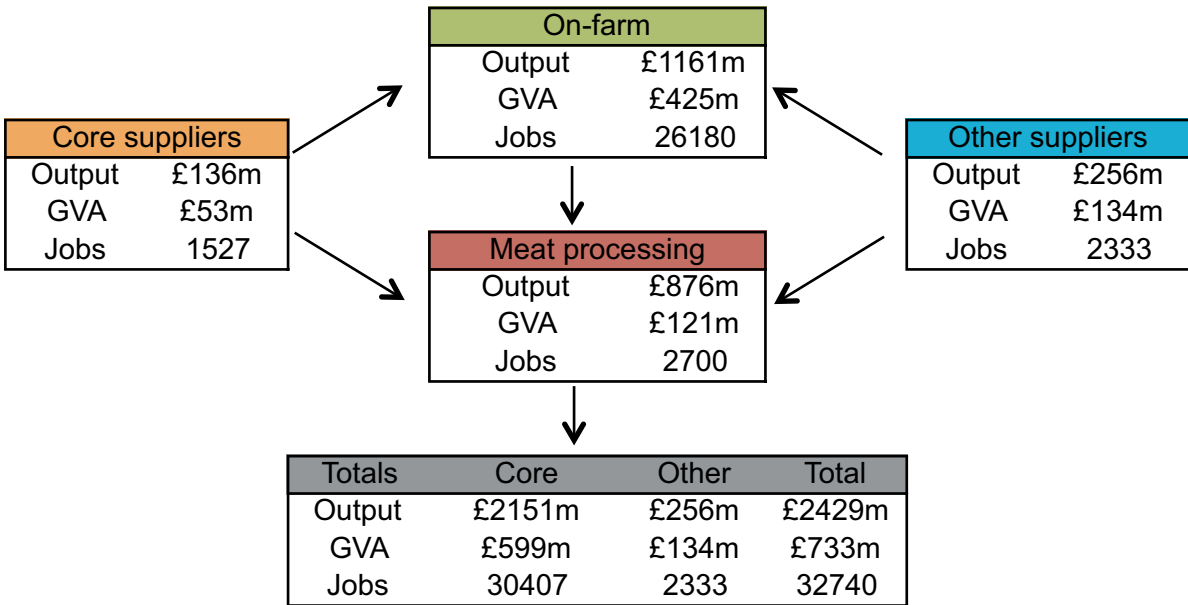 On-farm
Output £1161m
GVA £425m
Jobs 26180
Core suppliers
Output £136m
GVA £53m
Jobs 1527
Other suppliers
Output £256m
GVA £134m
Jobs 2333
Meat processing
Output £876m
GVA £121m
Jobs 2700
Totals Core Other Total
Output £2151m £256m £2429m
GVA £599m £134m £733m
Jobs 30407 2333 32740